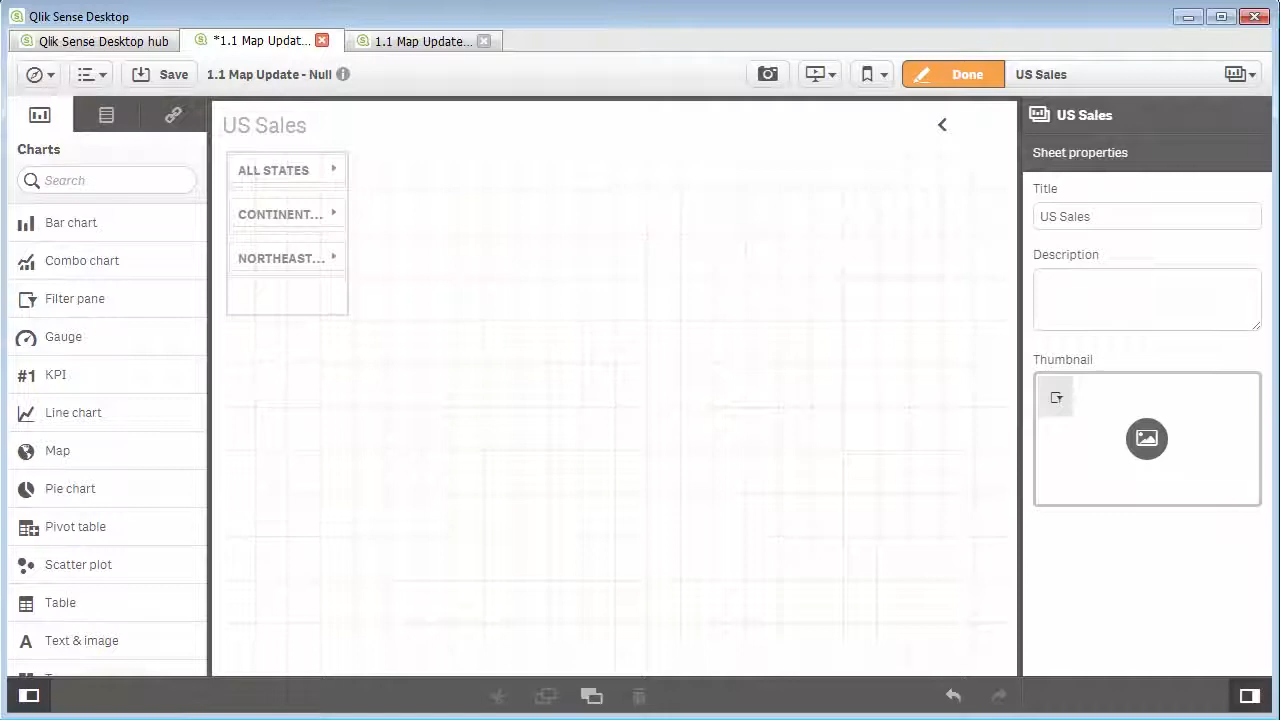 Qlik Sense Desktop
Qlik Sense Desktop hub
*1.1 Map Updat...
1.1 Map Update...
Save
1.1 Map Update - Null
Done
US Sales
Charts
Search
Bar chart
Combo chart
Filter pane
Gauge
#1 KPI
Line chart
Map
Pie chart
Pivot table
Scatter plot
Table
A Text & image
US Sales
ALL STATES
CONTINENT...
NORTHEAST...
US Sales
Sheet properties
Title
US Sales
Description
Thumbnail